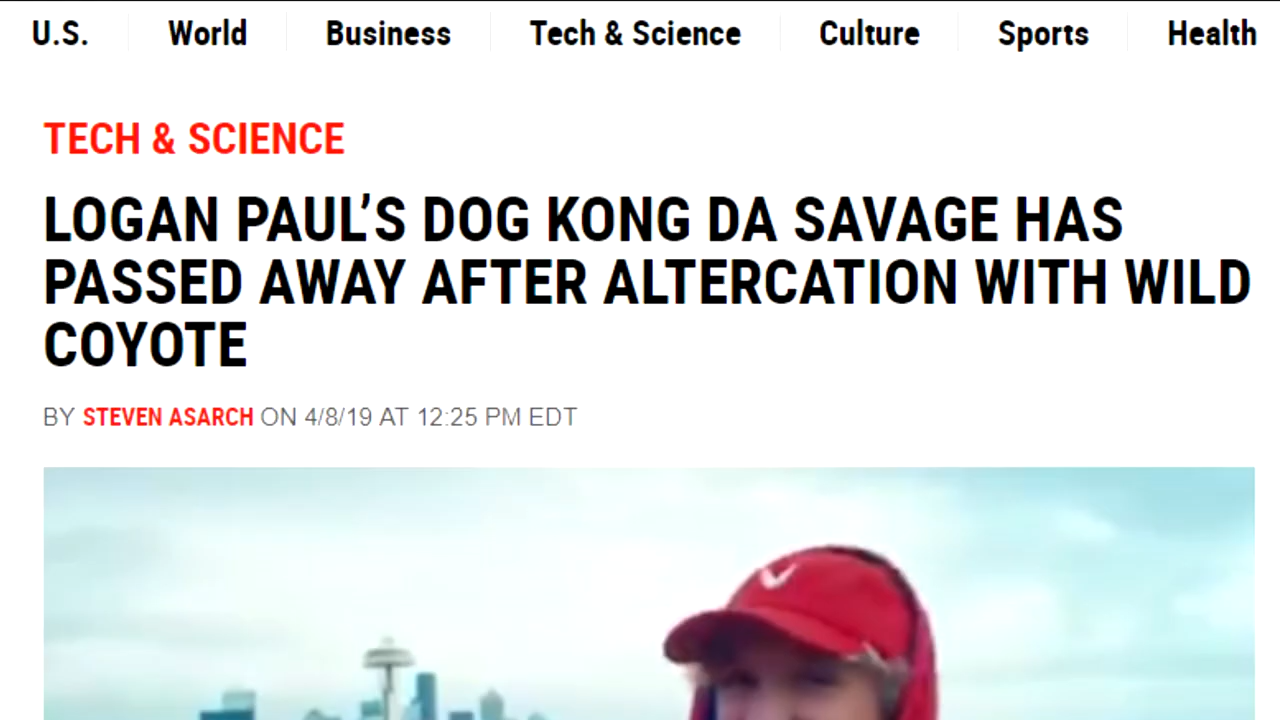 U.S. World Business Tech & Science Culture Sports Health
TECH & SCIENCE
LOGAN PAUL’S DOG KONG DA SAVAGE HAS
PASSED AWAY AFTER ALTERCATION WITH WILD
COYOTE
BY STEVEN ASARCH ON 4/8/19 AT 12:25 PM EDT